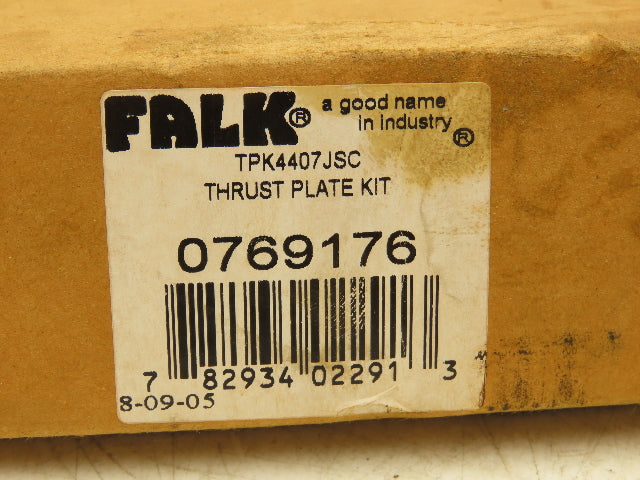 FALK® a good name
in industry®
TPK4407JSC
THRUST PLATE KIT
0769176
7 82934 02291 3
8-09-05